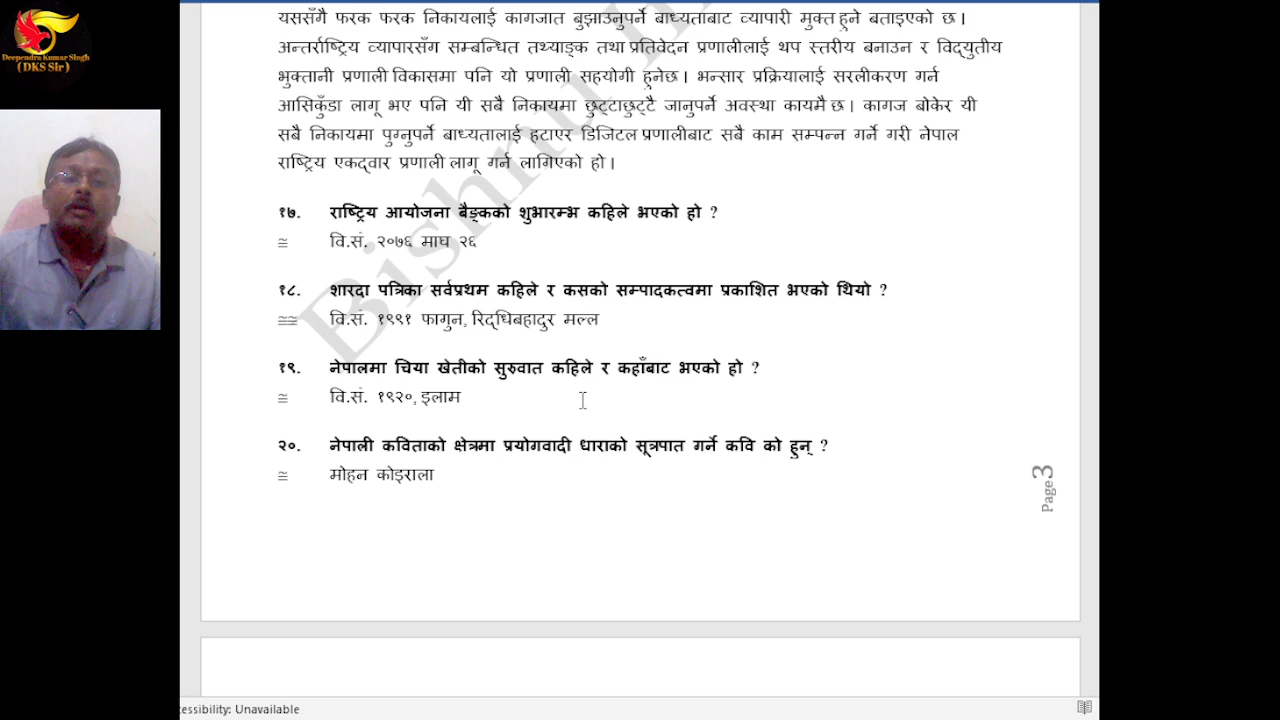 Deependra Kumar Singh
(DKS Sir)
यससँगै फरक फरक निकायलाई कागजात बुझाउनुपर्ने बाध्यताबाट व्यापारी मुक्त हुने बताइएको छ ।
अन्तर्राष्ट्रिय व्यापारसँग सम्बन्धित तथ्याङ्क तथा प्रतिवेदन प्रणालीलाई थप स्तरीय बनाउन र विद्‌युतीय
भुक्तानी प्रणाली विकासमा पनि यो प्रणाली सहयोगी हुनेछ । भन्सार प्रक्रियालाई सरलीकरण गर्न
आसिकुँडा लागू भए पनि यी सबै निकायमा छुट्टाछुट्टै जानुपर्ने अवस्था कायमै छ । कागज बोकेर यी
सबै निकायमा पुग्नुपर्ने बाध्यतालाई हटाएर डिजिटल प्रणालीबाट सबै काम सम्पन्न गर्ने गरी नेपाल
राष्ट्रिय एकद्‌वार प्रणाली लागू गर्न लागिएको हो ।
१७. राष्ट्रिय आयोजना बैङ्कको शुभारम्भ कहिले भएको हो ?
≅ वि.सं. २०७६ माघ २६
१८. शारदा पत्रिका सर्वप्रथम कहिले र कसको सम्पादकत्वमा प्रकाशित भएको थियो ?
≅≅ वि.सं. १९९१ फागुन, रिद्‌धिबहादुर मल्ल
१९. नेपालमा चिया खेतीको सुरुवात कहिले र कहाँबाट भएको हो ?
≅ वि.सं. १९२०, इलाम
२०. नेपाली कविताको क्षेत्रमा प्रयोगवादी धाराको सूत्रपात गर्ने कवि को हुन् ?
≅ मोहन कोइराला
Page 3
Bishnu
cessibility: Unavailable